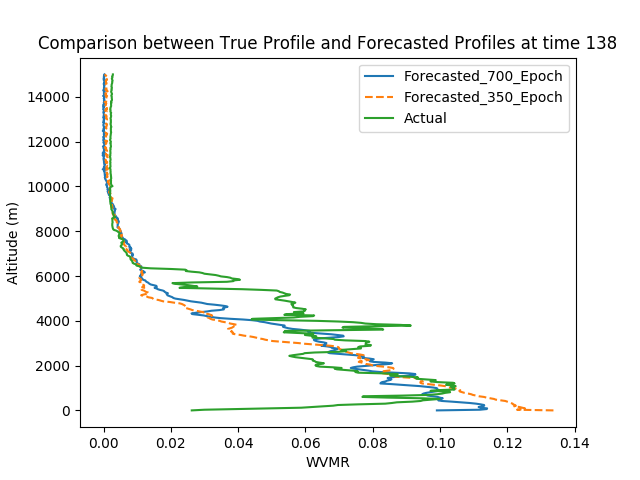 Comparison between True Profile and Forecasted Profiles at time 138
Forecasted_700_Epoch
Forecasted_350_Epoch
Actual
Altitude (m)
14000
12000
10000
8000
6000
4000
2000
0
0.00 0.02 0.04 0.06 0.08 0.10 0.12 0.14
WVMR